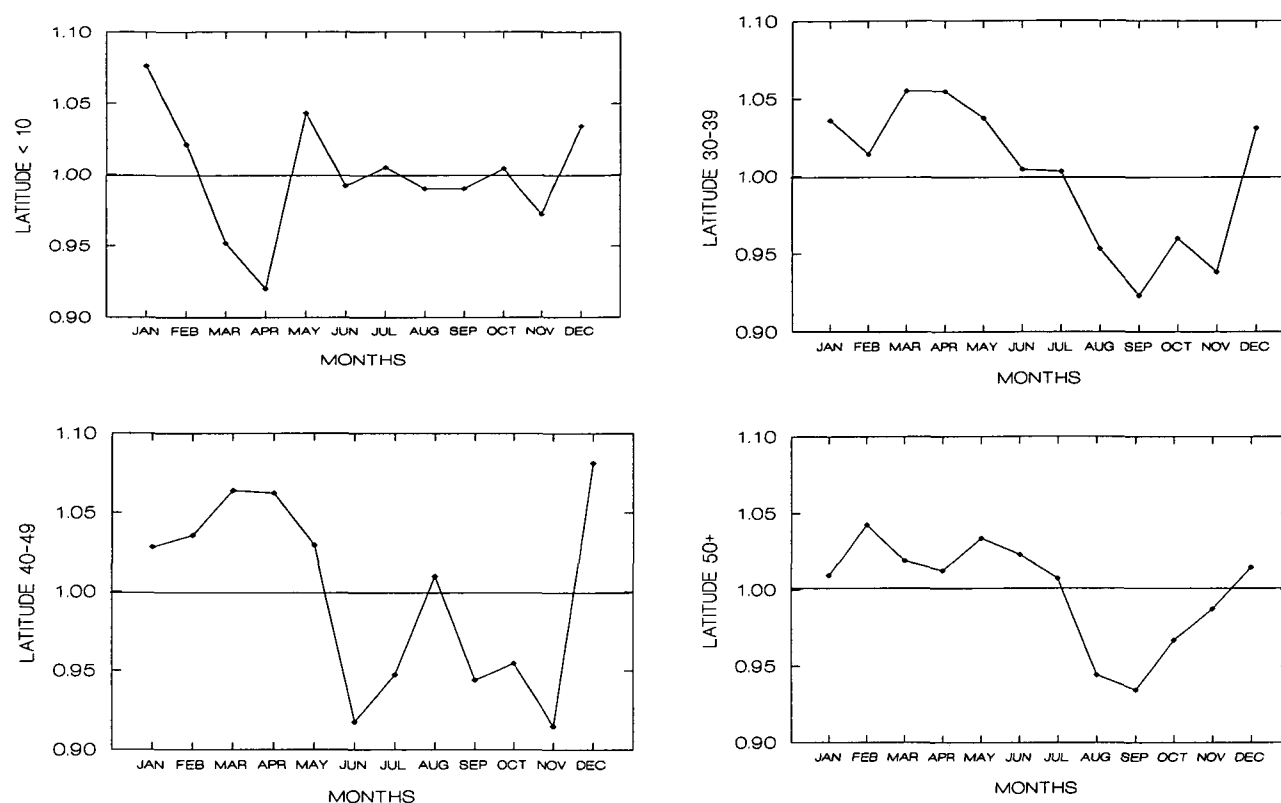 LATITUDE < 10
1.10
1.05
1.00
0.95
0.90
JAN FEB MAR APR MAY JUN JUL AUG SEP OCT NOV DEC
MONTHS
LATITUDE 30-39
1.10
1.05
1.00
0.95
0.90
JAN FEB MAR APR MAY JUN JUL AUG SEP OCT NOV DEC
MONTHS
LATITUDE 40-49
1.10
1.05
1.00
0.95
0.90
JAN FEB MAR APR MAY JUN JUL AUG SEP OCT NOV DEC
MONTHS
LATITUDE 50+
1.10
1.05
1.00
0.95
0.90
JAN FEB MAR APR MAY JUN JUL AUG SEP OCT NOV DEC
MONTHS